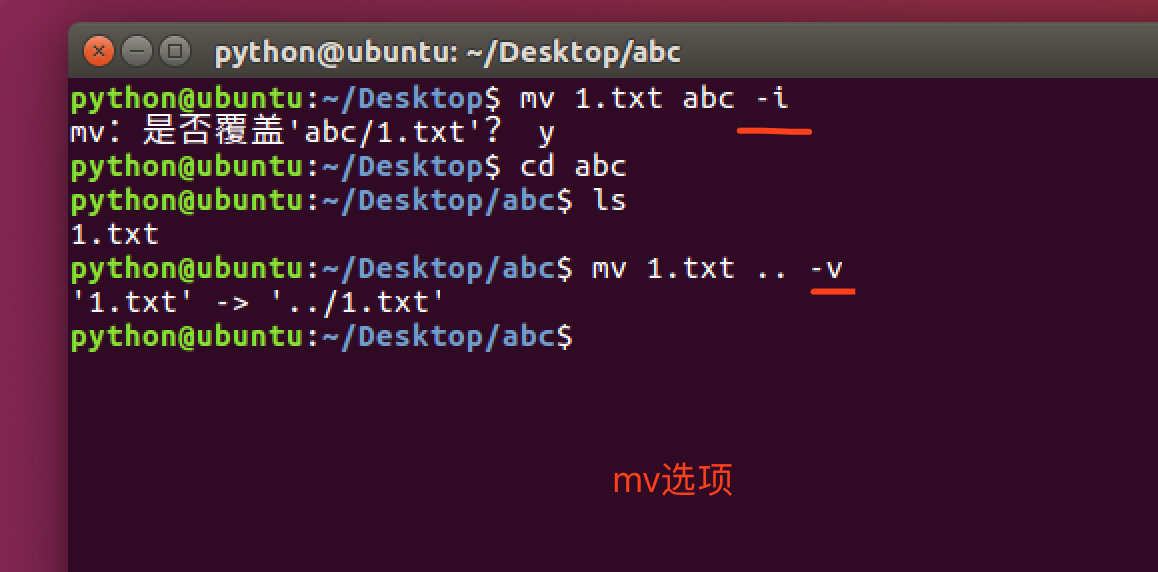 python@ubuntu: ~/Desktop/abc
python@ubuntu:~/Desktop$ mv 1.txt abc -i
mv：是否覆盖'abc/1.txt'？ y
python@ubuntu:~/Desktop$ cd abc
python@ubuntu:~/Desktop/abc$ ls
1.txt
python@ubuntu:~/Desktop/abc$ mv 1.txt .. -v
'1.txt' -> '../1.txt'
python@ubuntu:~/Desktop/abc$
mv选项